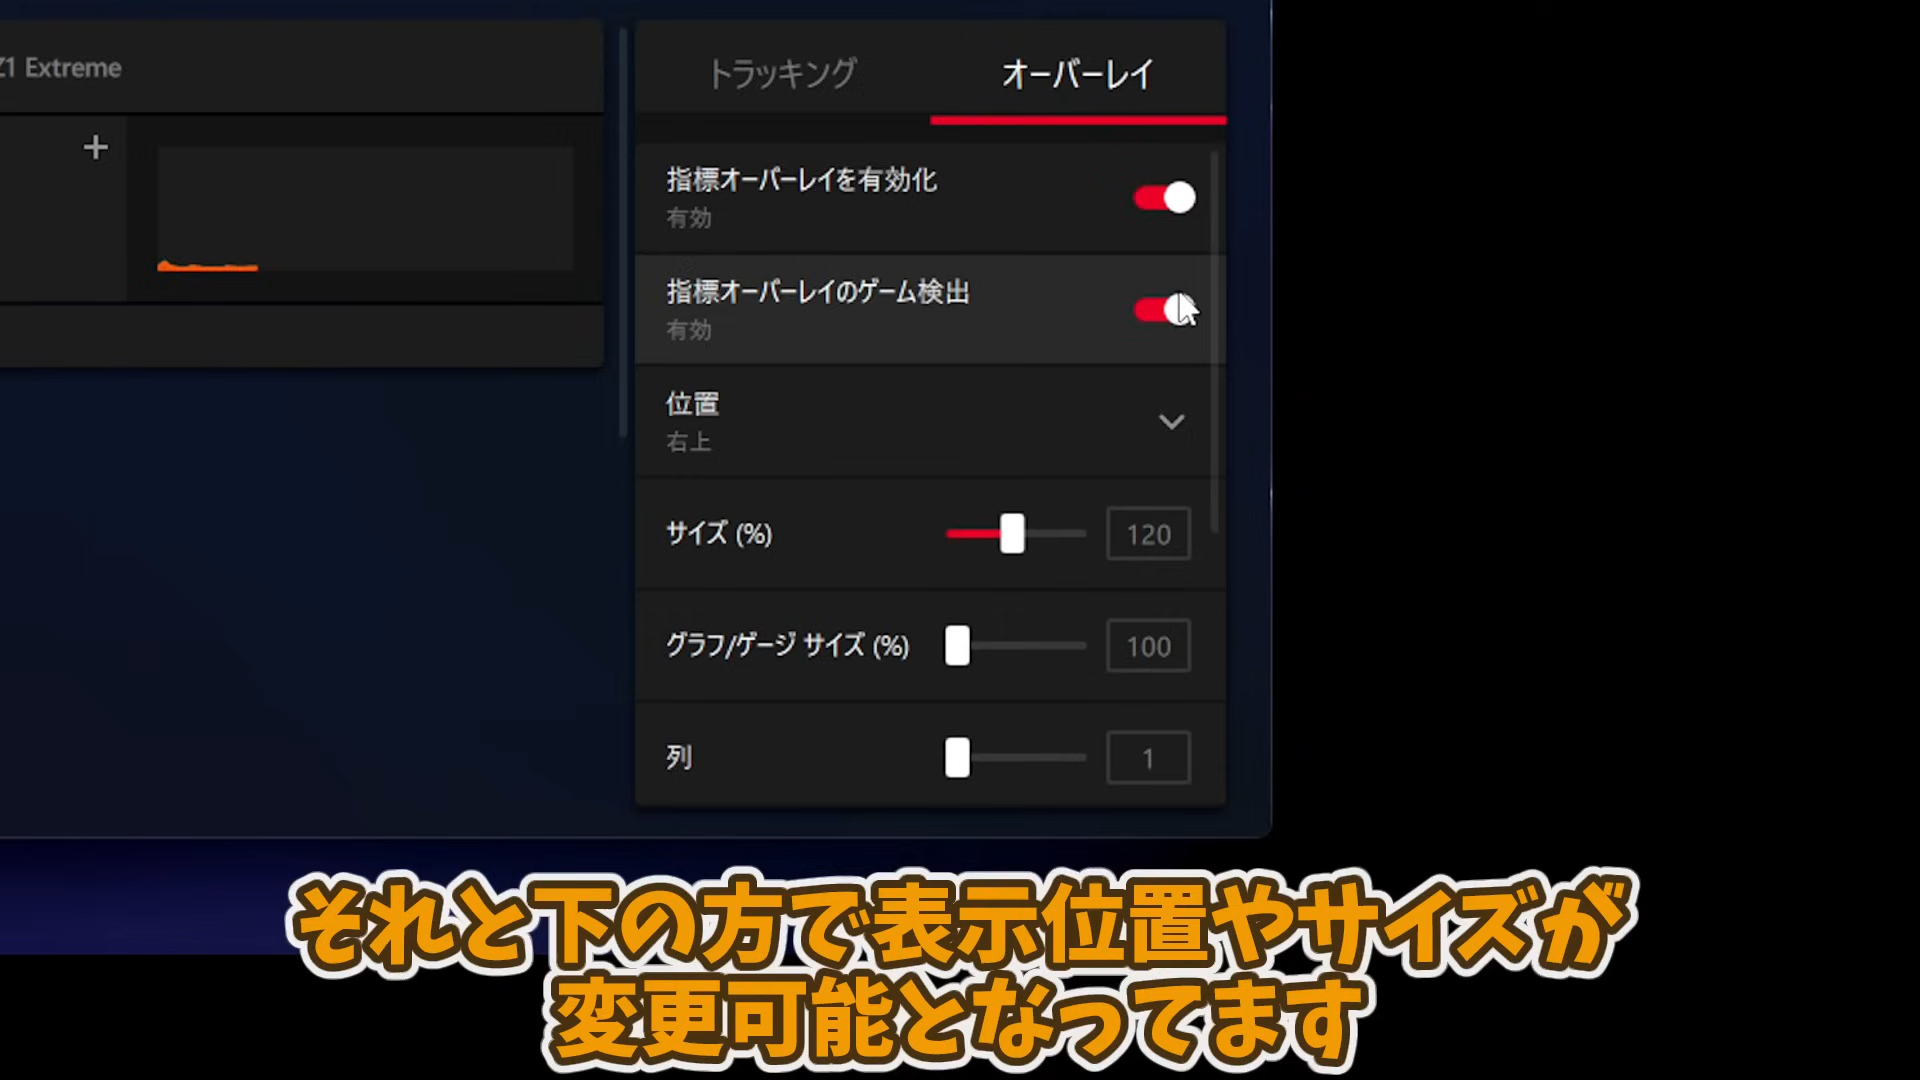 Z1 Extreme
トラッキング
オーバーレイ
指標オーバーレイを有効化
有効
指標オーバーレイのゲーム検出
有効
位置
右上
サイズ (%)
120
グラフ/ゲージ サイズ (%)
100
列
1
それと下の方で表示位置やサイズが
変更可能となってます